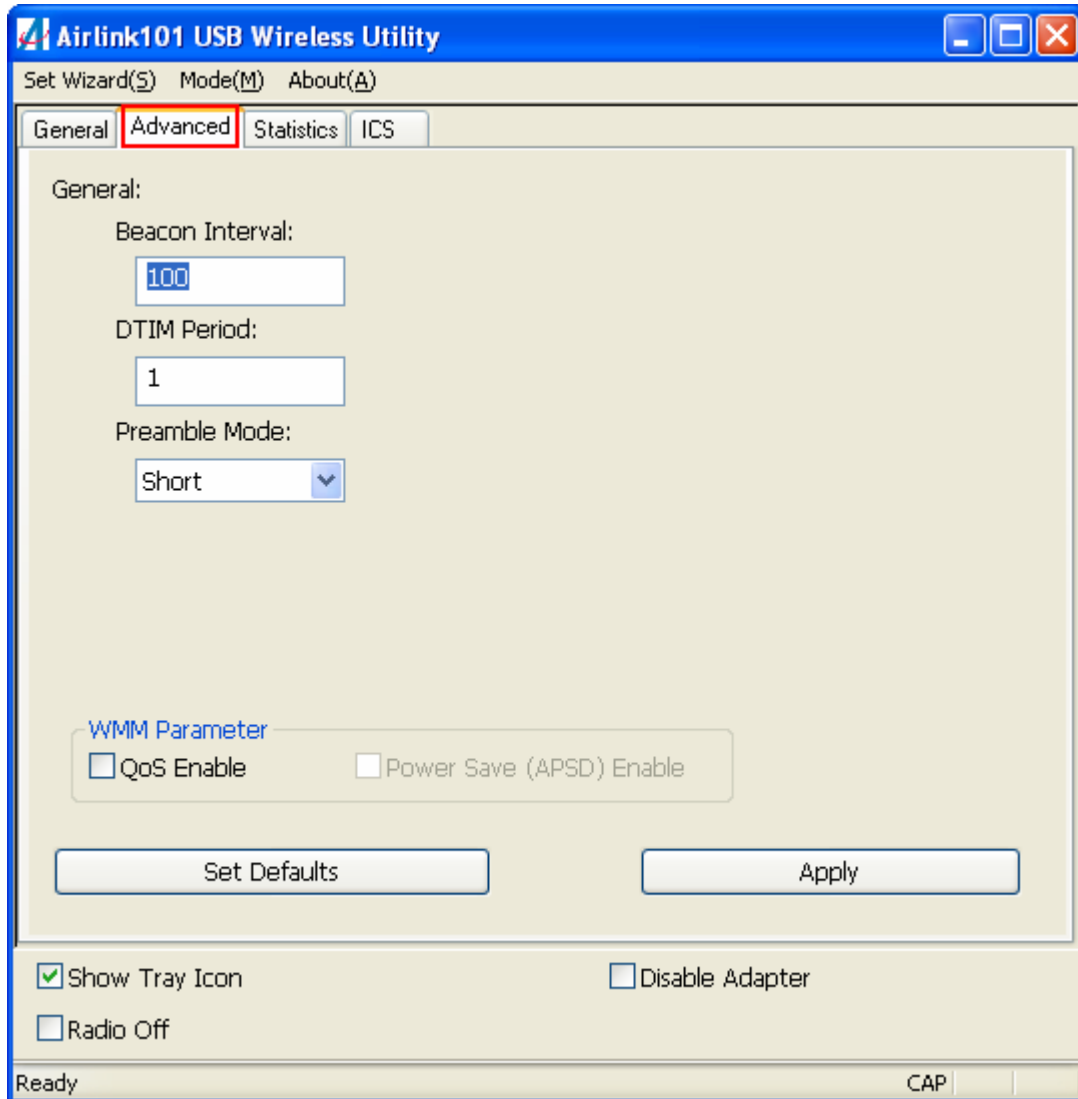 Airlink101 USB Wireless Utility
Set Wizard(S) Mode(M) About(A)
General Advanced Statistics ICS
General:
Beacon Interval:
100
DTIM Period:
1
Preamble Mode:
Short
WMM Parameter
QoS Enable Power Save (APSD) Enable
Set Defaults Apply
Show Tray Icon Disable Adapter
Radio Off
Ready CAP